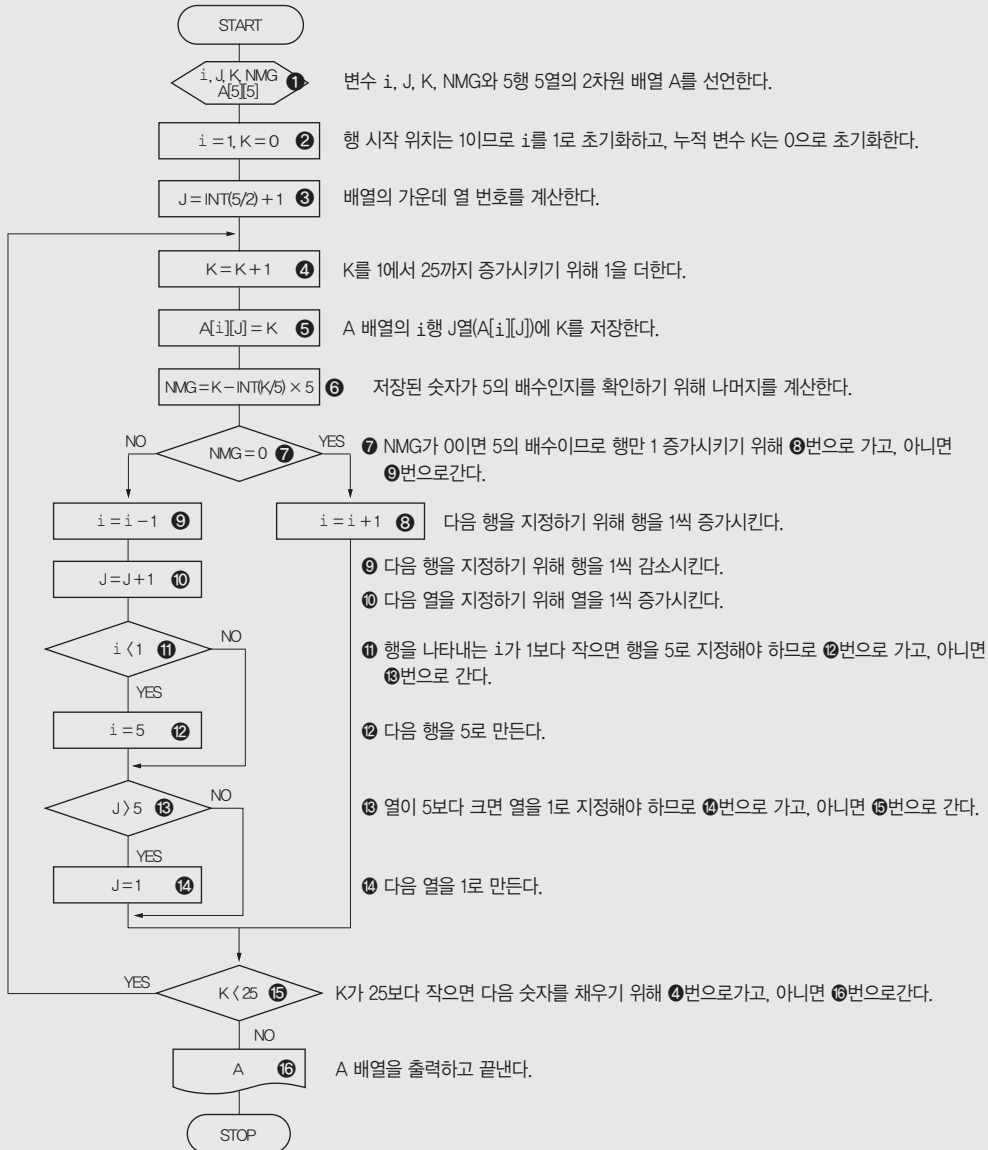 START
i, J, K, NMG ❶
A[5][5]
변수 i, J, K, NMG와 5행 5열의 2차원 배열 A를 선언한다.
i = 1, K = 0 ❷
행 시작 위치는 1이므로 i를 1로 초기화하고, 누적 변수 K는 0으로 초기화한다.
J = INT(5/2) + 1 ❸
배열의 가운데 열 번호를 계산한다.
K = K + 1 ❹
K를 1에서 25까지 증가시키기 위해 1을 더한다.
A[i][J] = K ❺
A 배열의 i행 J열(A[i][J])에 K를 저장한다.
NMG = K - INT(K/5) × 5 ❻
저장된 숫자가 5의 배수인지를 확인하기 위해 나머지를 계산한다.
NO
NMG = 0 ❼
YES
❼ NMG가 0이면 5의 배수이므로 행만 1 증가시키기 위해 ❽번으로 가고, 아니면
❾번으로간다.
i = i - 1 ❾
i = i + 1 ❽
다음 행을 지정하기 위해 행을 1씩 증가시킨다.
❾ 다음 행을 지정하기 위해 행을 1씩 감소시킨다.
J = J + 1 ❿
❿ 다음 열을 지정하기 위해 열을 1씩 증가시킨다.
i < 1 ⓫
NO
⓫ 행을 나타내는 i가 1보다 작으면 행을 5로 지정해야 하므로 ⓬번으로 가고, 아니면
⓭번으로 간다.
YES
i = 5 ⓬
⓬ 다음 행을 5로 만든다.
J > 5 ⓭
NO
⓭ 열이 5보다 크면 열을 1로 지정해야 하므로 ⓮번으로 가고, 아니면 ⓯번으로 간다.
YES
J = 1 ⓮
⓮ 다음 열을 1로 만든다.
YES
K < 25 ⓯
K가 25보다 작으면 다음 숫자를 채우기 위해 ❹번으로가고, 아니면 ⓰번으로간다.
NO
A ⓰
A 배열을 출력하고 끝낸다.
STOP